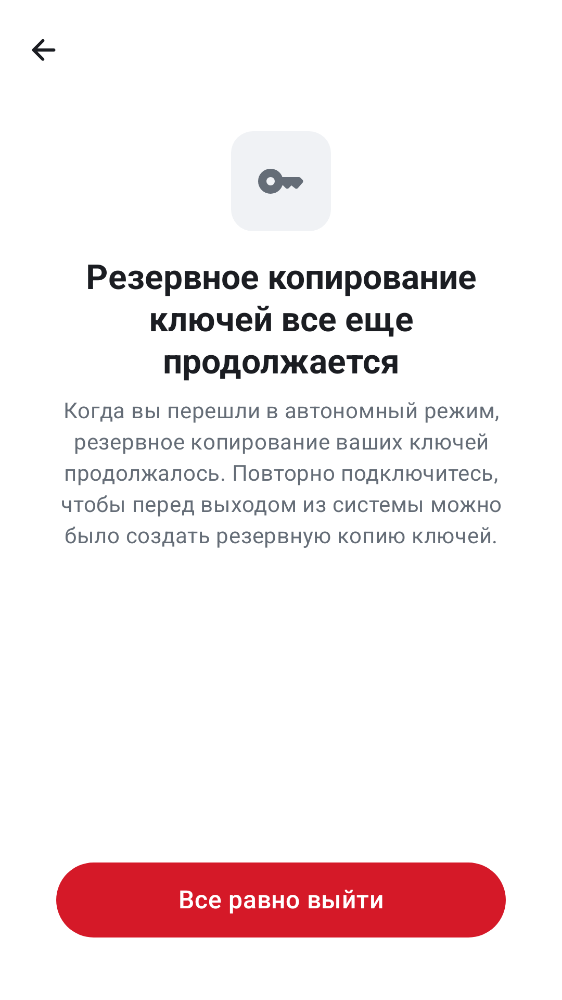 Резервное копирование
ключей все еще
продолжается
Когда вы перешли в автономный режим,
резервное копирование ваших ключей
продолжалось. Повторно подключитесь,
чтобы перед выходом из системы можно
было создать резервную копию ключей.
Все равно выйти